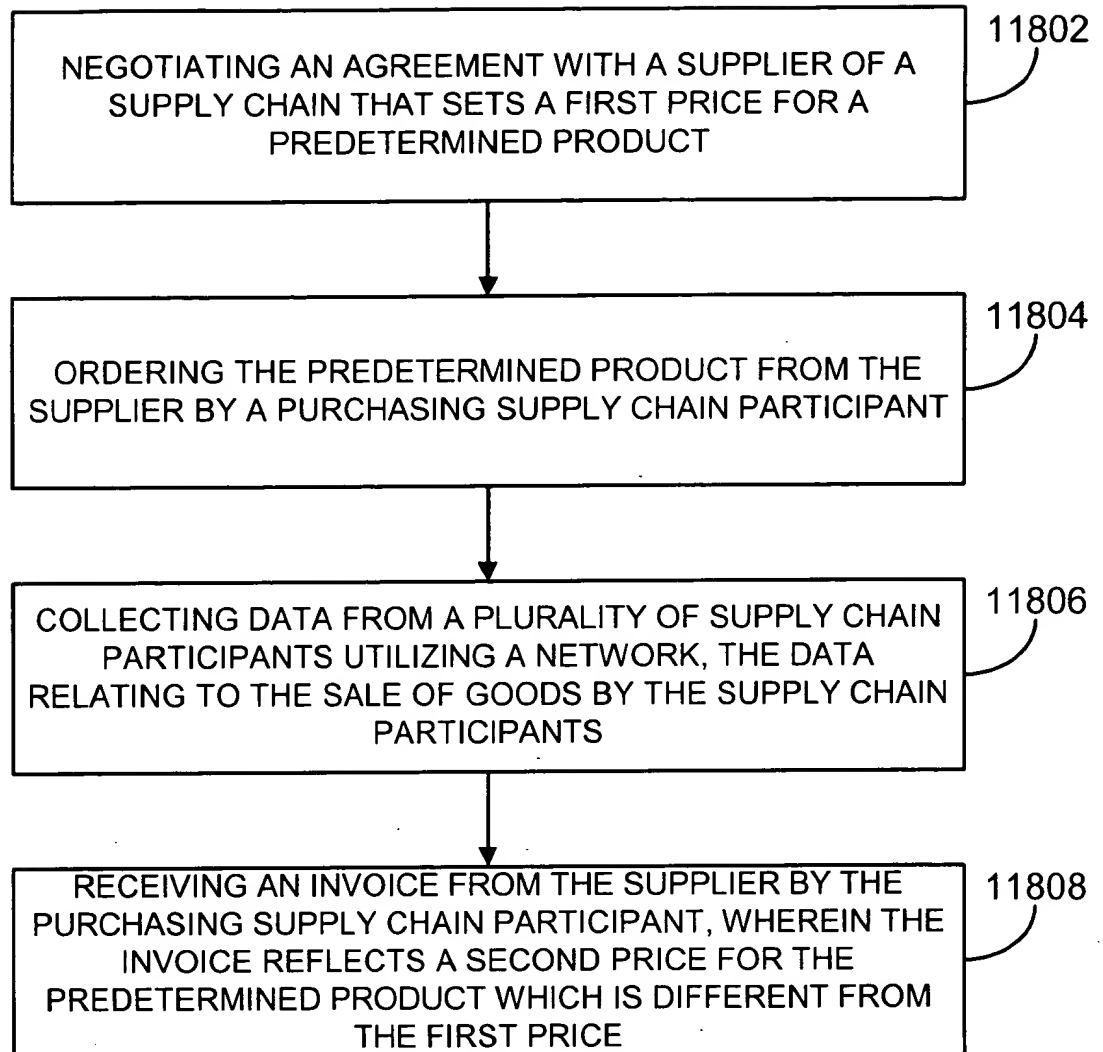 11802
NEGOTIATING AN AGREEMENT WITH A SUPPLIER OF A
SUPPLY CHAIN THAT SETS A FIRST PRICE FOR A
PREDETERMINED PRODUCT
11804
ORDERING THE PREDETERMINED PRODUCT FROM THE
SUPPLIER BY A PURCHASING SUPPLY CHAIN PARTICIPANT
11806
COLLECTING DATA FROM A PLURALITY OF SUPPLY CHAIN
PARTICIPANTS UTILIZING A NETWORK, THE DATA
RELATING TO THE SALE OF GOODS BY THE SUPPLY CHAIN
PARTICIPANTS
11808
RECEIVING AN INVOICE FROM THE SUPPLIER BY THE
PURCHASING SUPPLY CHAIN PARTICIPANT, WHEREIN THE
INVOICE REFLECTS A SECOND PRICE FOR THE
PREDETERMINED PRODUCT WHICH IS DIFFERENT FROM
THE FIRST PRICE